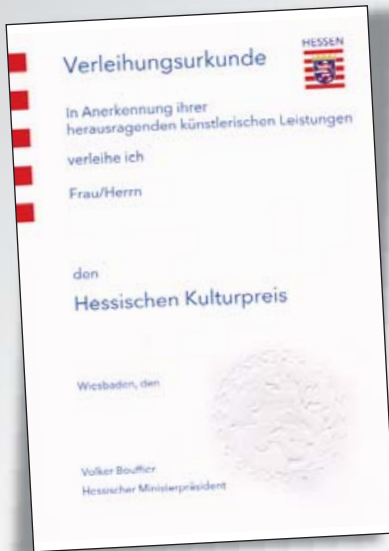 HESSEN
Verleihungsurkunde
In Anerkennung ihrer
herausragenden künstlerischen Leistungen
verleihe ich
Frau/Herrn
den
Hessischen Kulturpreis
Wiesbaden, den
Volker Bouffier
Hessischer Ministerpräsident